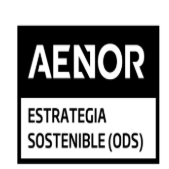 AENOR
ESTRATEGIA
SOSTENIBLE (ODS)